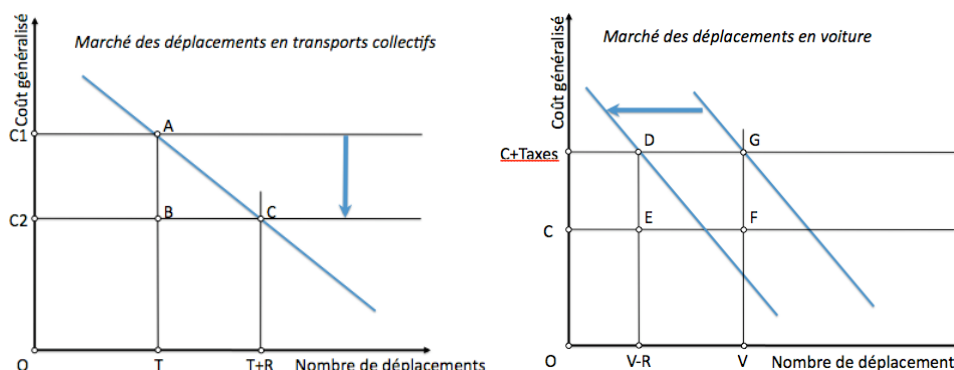 Coût généralisé
Marché des déplacements en transports collectifs
C1
A
C2
B
C
O
T
T+R
Nombre de déplacements
Coût généralisé
Marché des déplacements en voiture
C+Taxes
D
G
C
E
F
O
V-R
V
Nombre de déplacement